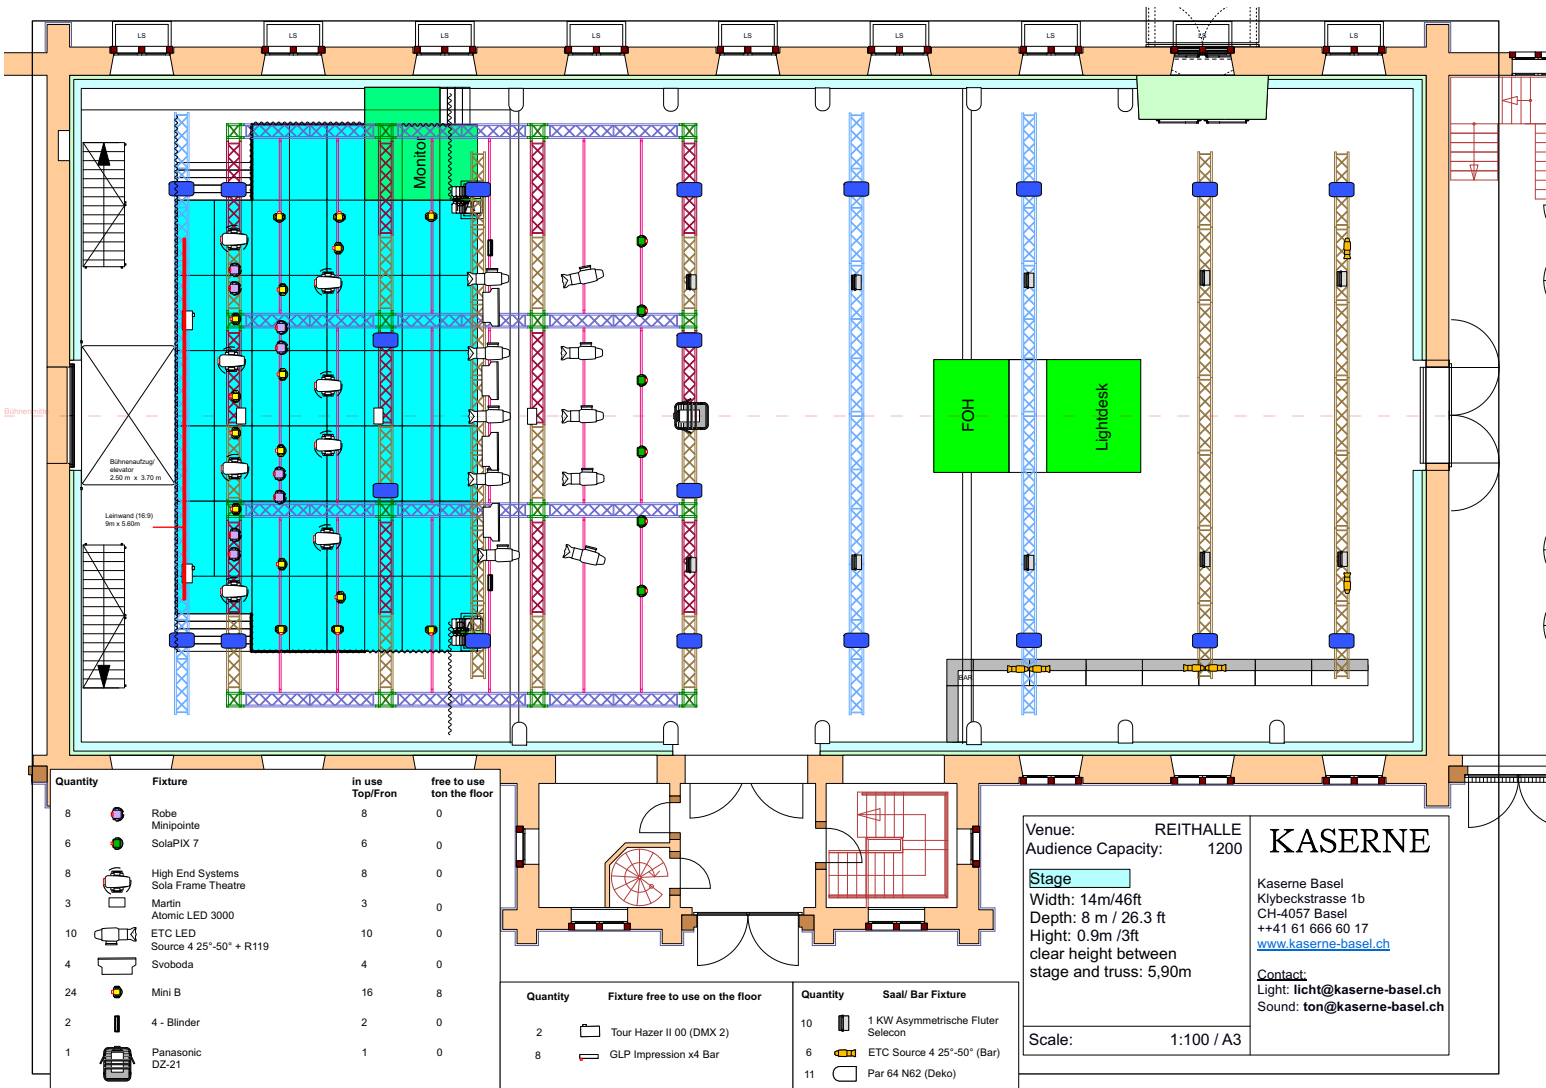 LS LS LS LS LS LS LS LS LS
Monitor
Bühnenmitte
FOH
Lightdesk
Bühnenaufzug/
elevator
2.50 m x 3.70 m
Leinwand (16:9)
9m x 5.60m
BAR
Quantity Fixture in use free to use
Top/Fron ton the floor
8 Robe 8 0
Minipointe
6 SolaPIX 7 6 0
8 High End Systems 8 0
Sola Frame Theatre
3 Martin 3 0
Atomic LED 3000
10 ETC LED 10 0
Source 4 25°-50° + R119
4 Svoboda 4 0
24 Mini B 16 8
2 4 - Blinder 2 0
1 Panasonic 1 0
DZ-21
Quantity Fixture free to use on the floor
2 Tour Hazer II 00 (DMX 2)
8 GLP Impression x4 Bar
Quantity Saal/ Bar Fixture
10 1 KW Asymmetrische Fluter
Selecon
6 ETC Source 4 25°-50° (Bar)
11 Par 64 N62 (Deko)
Venue: REITHALLE
Audience Capacity: 1200
Stage
Width: 14m/46ft
Depth: 8 m / 26.3 ft
Hight: 0.9m /3ft
clear height between
stage and truss: 5,90m
Scale: 1:100 / A3
KASERNE
Kaserne Basel
Klybeckstrasse 1b
CH-4057 Basel
++41 61 666 60 17
www.kaserne-basel.ch
Contact:
Light: licht@kaserne-basel.ch
Sound: ton@kaserne-basel.ch